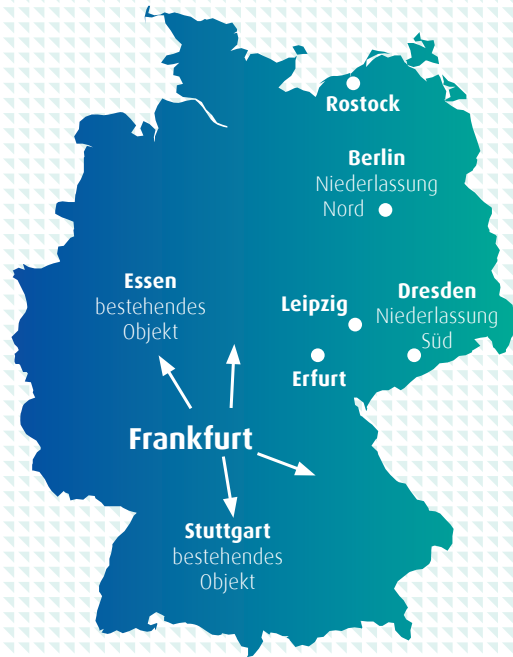 Rostock
Berlin
Niederlassung
Nord
Essen
bestehendes
Objekt
Leipzig
Dresden
Niederlassung
Süd
Erfurt
Frankfurt
Stuttgart
bestehendes
Objekt